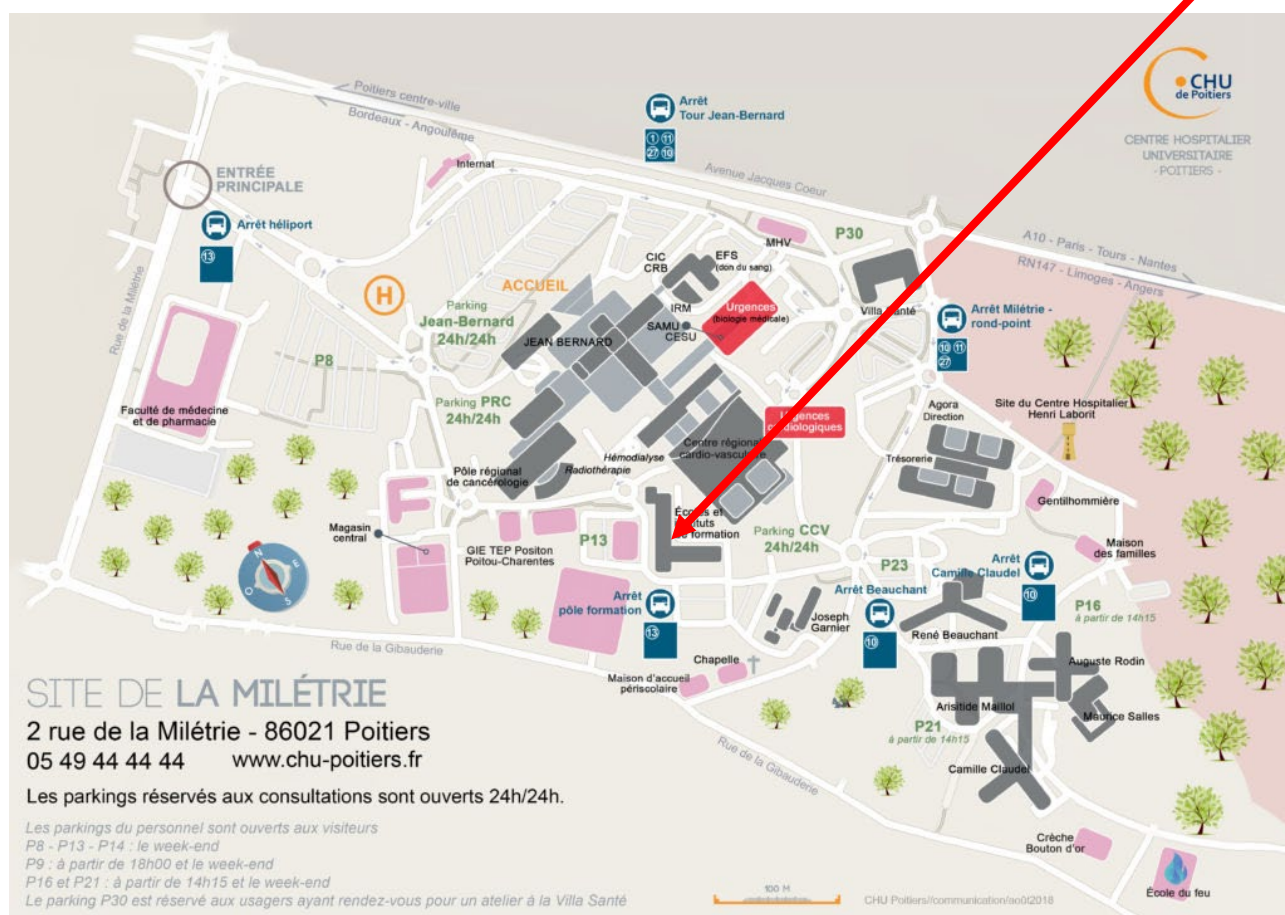 CHU
de Poitiers
CENTRE HOSPITALIER
UNIVERSITAIRE
- POITIERS -
Poitiers centre-ville
Bordeaux - Angoulême
Arrêt
Tour Jean-Bernard
1 11
27 10
Avenue Jacques Coeur
Internat
ENTRÉE
PRINCIPALE
Arrêt héliport
13
Rue de la Milétrie
H
ACCUEIL
CIC
CRB
EFS
(don du sang)
MHV
P30
A10 - Paris - Tours - Nantes
RN147 - Limoges - Angers
Parking
Jean-Bernard
24h/24h
JEAN BERNARD
IRM
SAMU
CESU
Urgences
(biologie médicale)
Villa Santé
Arrêt Milétrie -
rond-point
10 11
27
P8
Parking PRC
24h/24h
Faculté de médecine
et de pharmacie
Urgences
cardiologiques
Agora
Direction
Site du Centre Hospitalier
Henri Laborit
Centre régional
cardio-vasculaire
Hémodialyse
Radiothérapie
Pôle régional
de cancérologie
Trésorerie
Gentilhommière
Magasin
central
GIE TEP Positon
Poitou-Charentes
P13
Écoles et
instituts
de formation
Parking CCV
24h/24h
Maison
des familles
N
E
S
O
P23
Arrêt
Camille Claudel
10
Arrêt
pôle formation
13
Joseph
Garnier
Arrêt Beauchant
10
René Beauchant
P16
à partir de 14h15
Rue de la Gibauderie
Chapelle
Maison d'accueil
périscolaire
Auguste Rodin
Arisitide Maillol
Maurice Salles
P21
à partir de 14h15
Rue de la Gibauderie
Camille Claudel
Crèche
Bouton d'or
École du feu
SITE DE LA MILÉTRIE
2 rue de la Milétrie - 86021 Poitiers
05 49 44 44 44 www.chu-poitiers.fr
Les parkings réservés aux consultations sont ouverts 24h/24h.
Les parkings du personnel sont ouverts aux visiteurs
P8 - P13 - P14 : le week-end
P9 : à partir de 18h00 et le week-end
P16 et P21 : à partir de 14h15 et le week-end
Le parking P30 est réservé aux usagers ayant rendez-vous pour un atelier à la Villa Santé
100 M
CHU Poitiers//communication/août2018